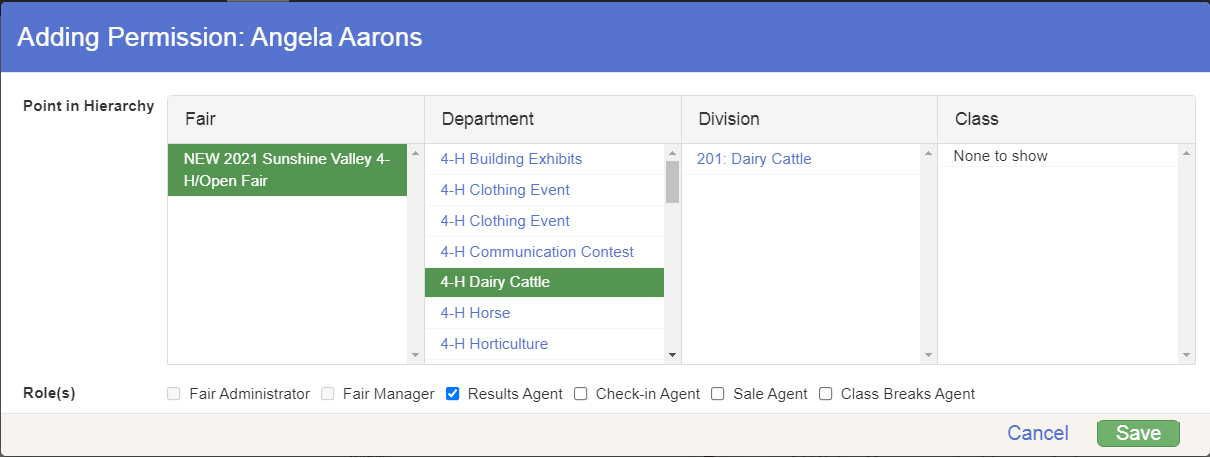 Adding Permission: Angela Aarons
Point in Hierarchy
Fair
Department
Division
Class
NEW 2021 Sunshine Valley 4-
H/Open Fair
4-H Building Exhibits
4-H Clothing Event
4-H Clothing Event
4-H Communication Contest
4-H Dairy Cattle
4-H Horse
4-H Horticulture
201: Dairy Cattle
None to show
Role(s)
Fair Administrator
Fair Manager
Results Agent
Check-in Agent
Sale Agent
Class Breaks Agent
Cancel
Save